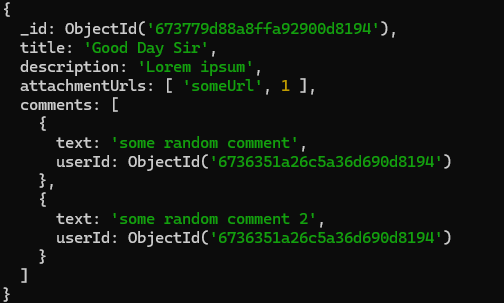 {
  _id: ObjectId('673779d88a8ffa92900d8194'),
  title: 'Good Day Sir',
  description: 'Lorem ipsum',
  attachmentUrls: [ 'someUrl', 1 ],
  comments: [
    {
      text: 'some random comment',
      userId: ObjectId('6736351a26c5a36d690d8194')
    },
    {
      text: 'some random comment 2',
      userId: ObjectId('6736351a26c5a36d690d8194')
    }
  ]
}